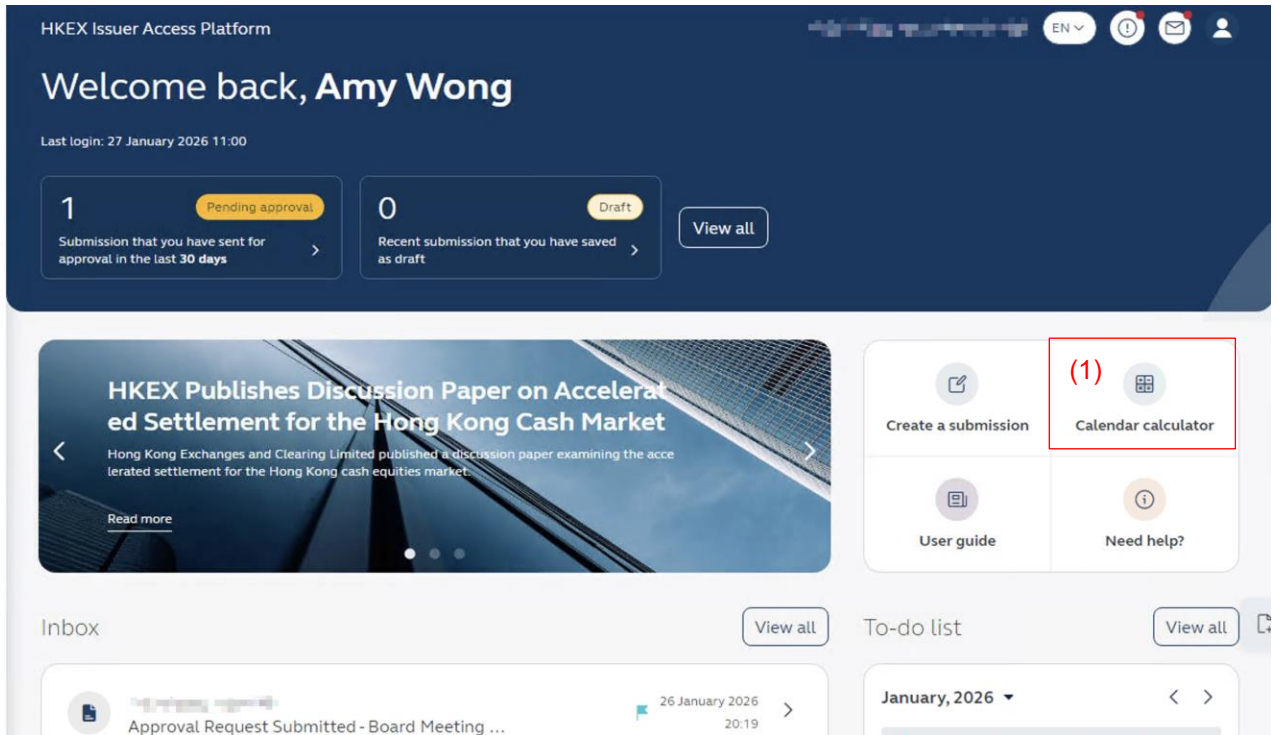 HKEX Issuer Access Platform
EN
Welcome back, Amy Wong
Last login: 27 January 2026 11:00
1
Pending approval
Submission that you have sent for
approval in the last 30 days
0
Draft
Recent submission that you have saved
as draft
View all
HKEX Publishes Discussion Paper on Accelerat
ed Settlement for the Hong Kong Cash Market
Hong Kong Exchanges and Clearing Limited published a discussion paper examining the acce
lerated settlement for the Hong Kong cash equities market.
Read more
Create a submission
(1)
Calendar calculator
User guide
Need help?
Inbox
View all
26 January 2026
20:19
Approval Request Submitted - Board Meeting ...
To-do list
View all
January, 2026